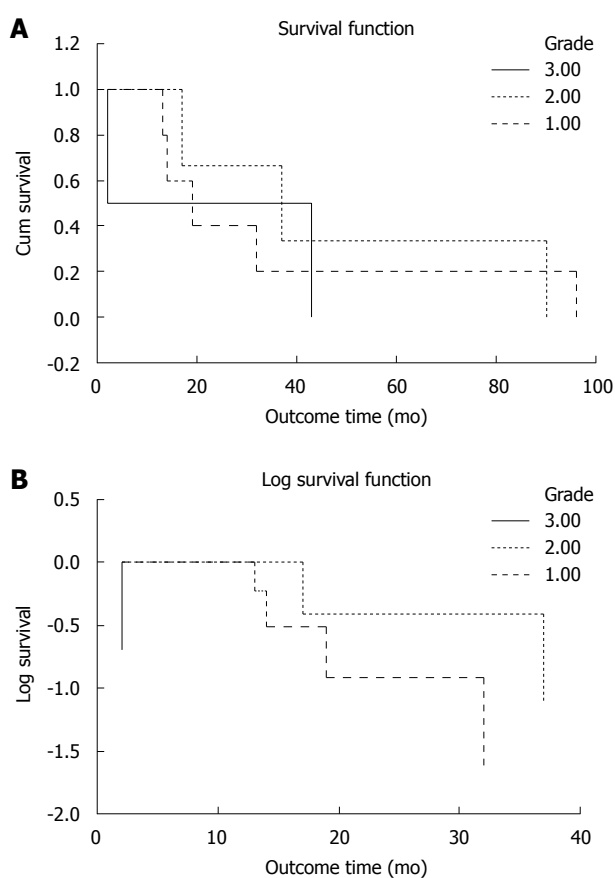 A
Survival function
Grade
3.00
2.00
1.00
1.2
1.0
0.8
0.6
0.4
0.2
0.0
-0.2
Cum survival
0 20 40 60 80 100
Outcome time (mo)
B
Log survival function
Grade
3.00
2.00
1.00
0.5
0.0
-0.5
-1.0
-1.5
-2.0
Log survival
0 10 20 30 40
Outcome time (mo)